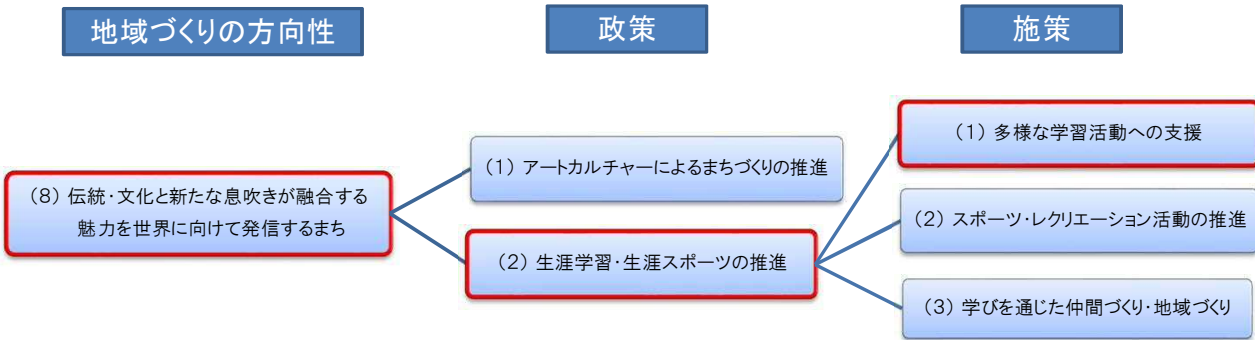 地域づくりの方向性
政策
施策
(8) 伝統・文化と新たな息吹きが融合する
魅力を世界に向けて発信するまち
(1) アートカルチャーによるまちづくりの推進
(2) 生涯学習・生涯スポーツの推進
(1) 多様な学習活動への支援
(2) スポーツ・レクリエーション活動の推進
(3) 学びを通じた仲間づくり・地域づくり